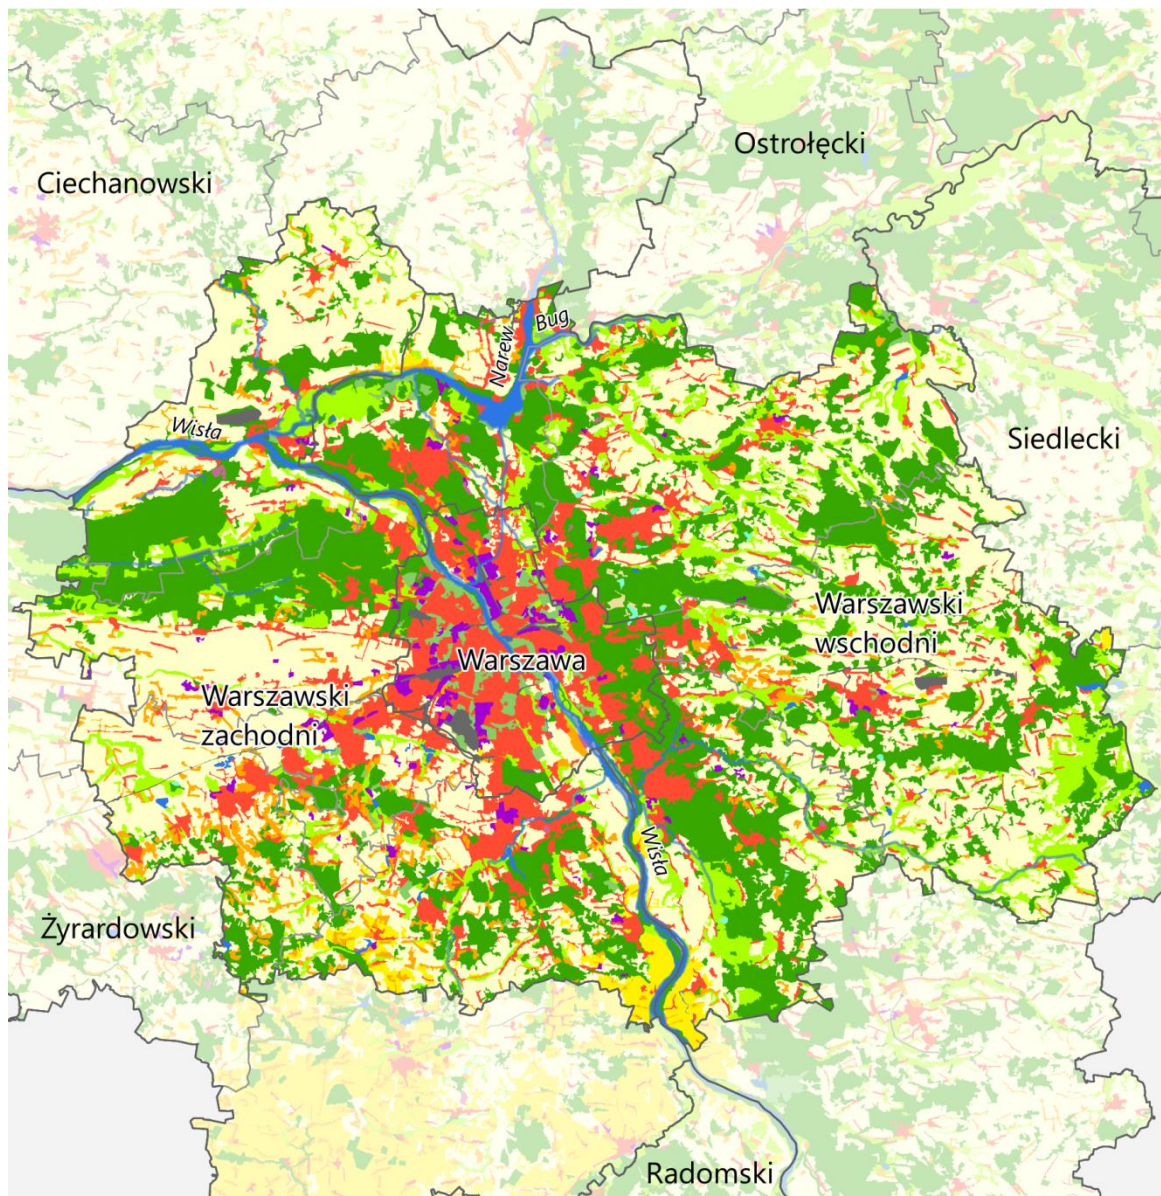 Ostrołęcki
Ciechanowski
Narew
Bug
Wisła
Siedlecki
Warszawski
wschodni
Warszawa
Warszawski
zachodni
Wisła
Żyrardowski
Radomski